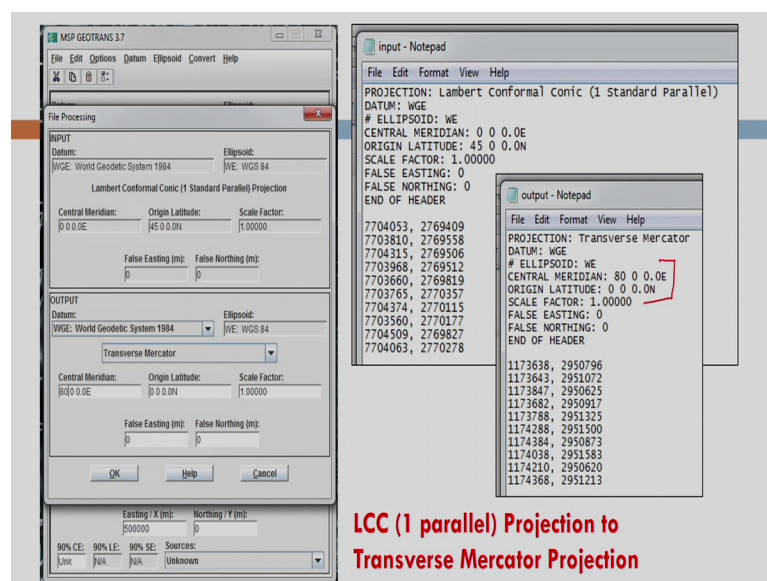 MSP GEOTRANS 3.7
File Edit Options Datum Ellipsoid Convert Help
File Processing
INPUT
Datum: Ellipsoid:
WGE: World Geodetic System 1984 WE: WGS 84
Lambert Conformal Conic (1 Standard Parallel) Projection
Central Meridian: Origin Latitude: Scale Factor:
0 0 0.0E 45 0 0.0N 1.00000
False Easting (m): False Northing (m):
0 0
OUTPUT
Datum: Ellipsoid:
WGE: World Geodetic System 1984 WE: WGS 84
Transverse Mercator
Central Meridian: Origin Latitude: Scale Factor:
80 0 0.0E 0 0 0.0N 1.00000
False Easting (m): False Northing (m):
0 0
OK Help Cancel
Easting / X (m): Northing / Y (m):
500000 0
90% CE: 90% LE: 90% SE: Sources:
Unk N/A N/A Unknown
input - Notepad
File Edit Format View Help
PROJECTION: Lambert Conformal Conic (1 Standard Parallel)
DATUM: WGE
# ELLIPSOID: WE
CENTRAL MERIDIAN: 0 0 0.0E
ORIGIN LATITUDE: 45 0 0.0N
SCALE FACTOR: 1.00000
FALSE EASTING: 0
FALSE NORTHING: 0
END OF HEADER
7704053, 2769409
7703810, 2769558
7704315, 2769506
7703968, 2769512
7703660, 2769819
7703765, 2770357
7704374, 2770115
7703560, 2770177
7704509, 2769827
7704063, 2770278
output - Notepad
File Edit Format View Help
PROJECTION: Transverse Mercator
DATUM: WGE
# ELLIPSOID: WE
CENTRAL MERIDIAN: 80 0 0.0E
ORIGIN LATITUDE: 0 0 0.0N
SCALE FACTOR: 1.00000
FALSE EASTING: 0
FALSE NORTHING: 0
END OF HEADER
1173638, 2950796
1173643, 2951072
1173847, 2950625
1173682, 2950917
1173788, 2951325
1174288, 2951500
1174384, 2950873
1174038, 2951583
1174210, 2950620
1174368, 2951213
LCC (1 parallel) Projection to
Transverse Mercator Projection